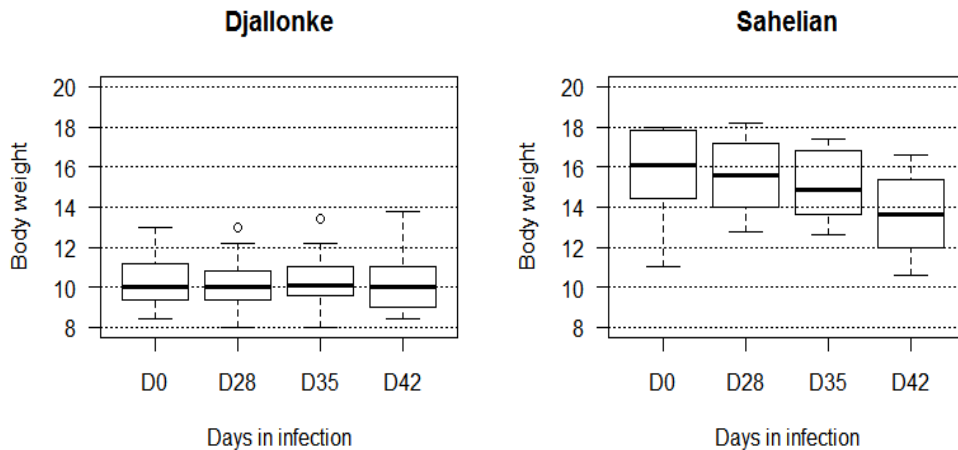 Djallonke
Body weight
20
18
16
14
12
10
8
D0 D28 D35 D42
Days in infection
Sahelian
Body weight
20
18
16
14
12
10
8
D0 D28 D35 D42
Days in infection